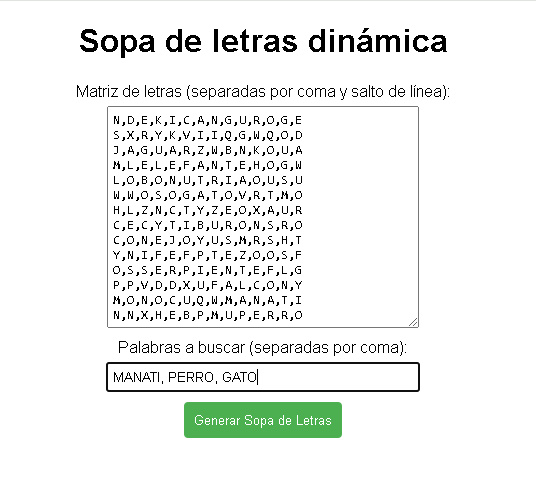 Sopa de letras dinámica
Matriz de letras (separadas por coma y salto de línea):
N,D,E,K,I,C,A,N,G,U,R,O,G,E
S,X,R,Y,K,V,I,I,Q,G,W,Q,O,D
J,A,G,U,A,R,Z,W,B,N,K,O,U,A
M,L,E,L,E,F,A,N,T,E,H,O,G,W
L,O,B,O,N,U,T,R,I,A,O,U,S,U
W,W,O,S,O,G,A,T,O,V,R,T,M,O
H,L,Z,N,C,T,Y,Z,E,O,X,A,U,R
C,E,C,Y,T,I,B,U,R,O,N,S,R,O
C,O,N,E,J,O,Y,U,S,M,R,S,H,T
Y,N,I,F,E,F,P,T,E,Z,O,O,S,F
O,S,S,E,R,P,I,E,N,T,E,F,L,G
P,P,V,D,D,X,U,F,A,L,C,O,N,Y
M,O,N,O,C,U,Q,W,M,A,N,A,T,I
N,N,X,H,E,B,P,M,U,P,E,R,R,O
Palabras a buscar (separadas por coma):
MANATI, PERRO, GATO
Generar Sopa de Letras